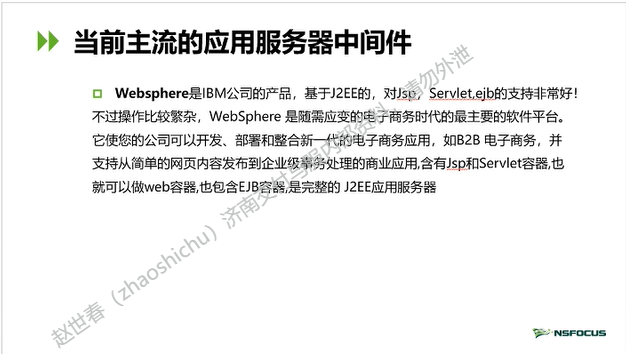 当前主流的应用服务器中间件
Websphere是IBM公司的产品，基于J2EE的，对Jsp，Servlet,ejb的支持非常好！
不过操作比较繁杂，WebSphere 是随需应变的电子商务时代的最主要的软件平台。
它使您的公司可以开发、部署和整合新一代的电子商务应用，如B2B 电子商务，并
支持从简单的网页内容发布到企业级事务处理的商业应用,含有Jsp和Servlet容器,也
就可以做web容器,也包含EJB容器,是完整的 J2EE应用服务器
赵世春（zhaoshichu）济南交付与强内部资料，请勿外泄
NSFOCUS